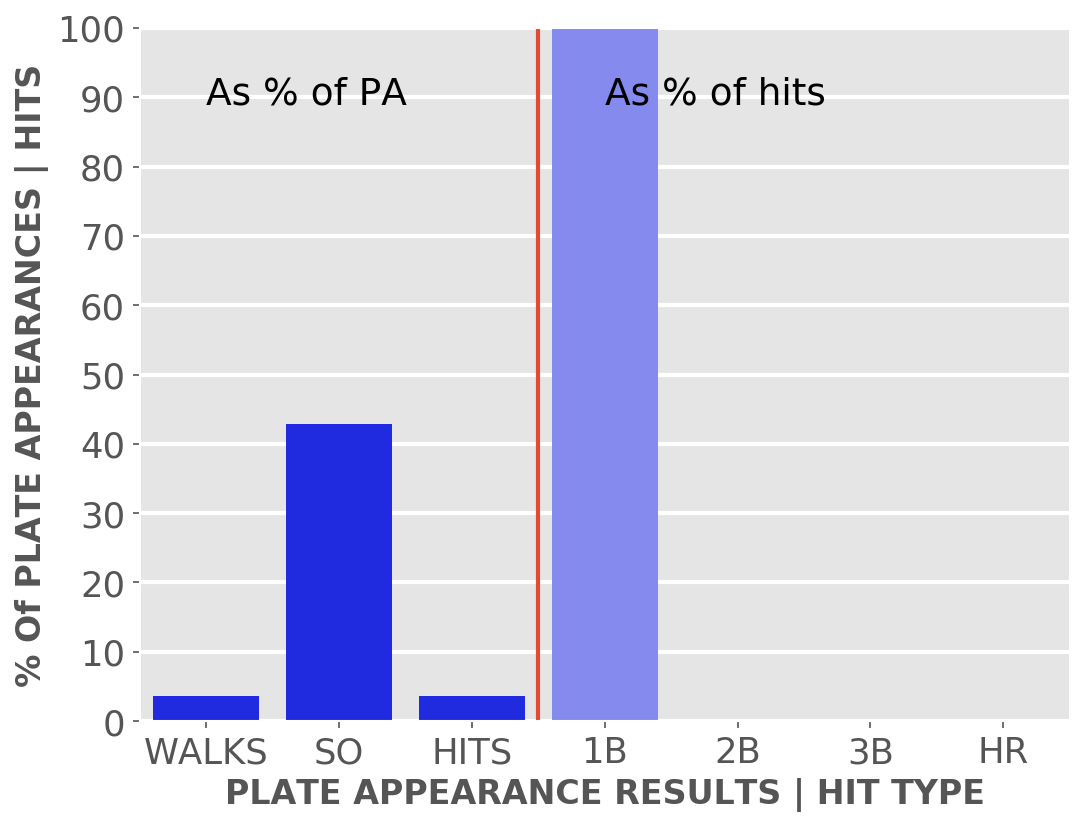 100
90
80
70
60
50
40
30
20
10
0
% Of PLATE APPEARANCES | HITS
As % of PA
As % of hits
WALKS SO HITS 1B 2B 3B HR
PLATE APPEARANCE RESULTS | HIT TYPE